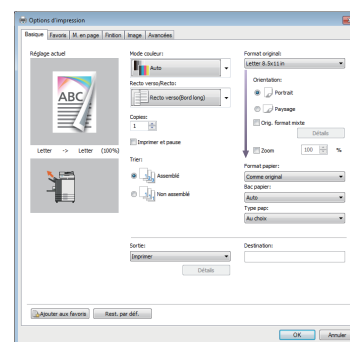 Options d'impression
Basique Favoris M. en page Finition Image Avancées
Réglage actuel
ABC
Letter -> Letter (100%)
Mode couleur:
Auto
Recto verso/Recto:
Recto verso(Bord long)
Copies:
1
Imprimer et pause
Trier:
Assemblé
Non assemblé
Sortie:
Imprimer
Détails
Format original:
Letter 8.5x11 in
Orientation:
Portrait
Paysage
Orig. format mixte
Détails
Zoom 100 %
Format papier:
Comme original
Bac papier:
Auto
Type pap:
Au choix
Destination:
Ajouter aux favoris Rest. par déf.
OK Annuler